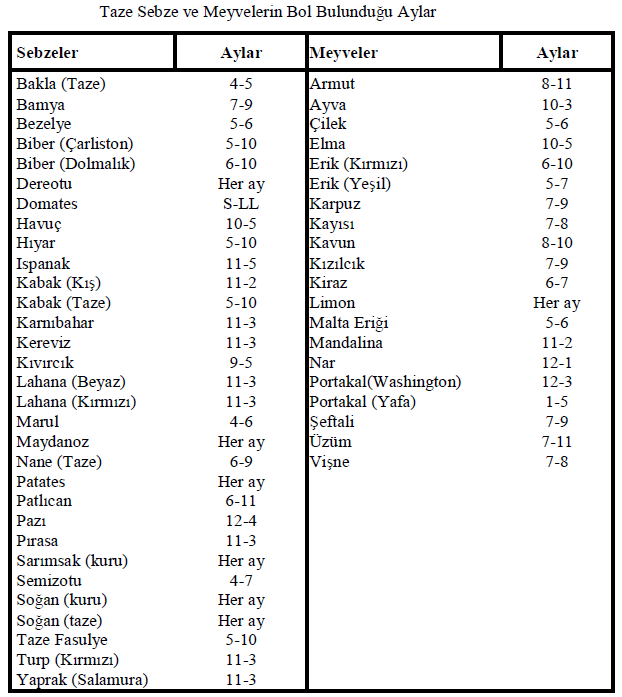 Taze Sebze ve Meyvelerin Bol Bulunduğu Aylar
Sebzeler Aylar Meyveler Aylar
Bakla (Taze) 4-5 Armut 8-11
Bamya 7-9 Ayva 10-3
Bezelye 5-6 Çilek 5-6
Biber (Çarliston) 5-10 Elma 10-5
Biber (Dolmalık) 6-10 Erik (Kırmızı) 6-10
Dereotu Her ay Erik (Yeşil) 5-7
Domates S-LL Karpuz 7-9
Havuç 10-5 Kayısı 7-8
Hıyar 5-10 Kavun 8-10
Ispanak 11-5 Kızılcık 7-9
Kabak (Kış) 11-2 Kiraz 6-7
Kabak (Taze) 5-10 Limon Her ay
Karnıbahar 11-3 Malta Eriği 5-6
Kereviz 11-3 Mandalina 11-2
Kıvırcık 9-5 Nar 12-1
Lahana (Beyaz) 11-3 Portakal(Washington) 12-3
Lahana (Kırmızı) 11-3 Portakal (Yafa) 1-5
Marul 4-6 Şeftali 7-9
Maydanoz Her ay Üzüm 7-11
Nane (Taze) 6-9 Vişne 7-8
Patates Her ay
Patlıcan 6-11
Pazı 12-4
Pırasa 11-3
Sarımsak (kuru) Her ay
Semizotu 4-7
Soğan (kuru) Her ay
Soğan (taze) Her ay
Taze Fasulye 5-10
Turp (Kırmızı) 11-3
Yaprak (Salamura) 11-3